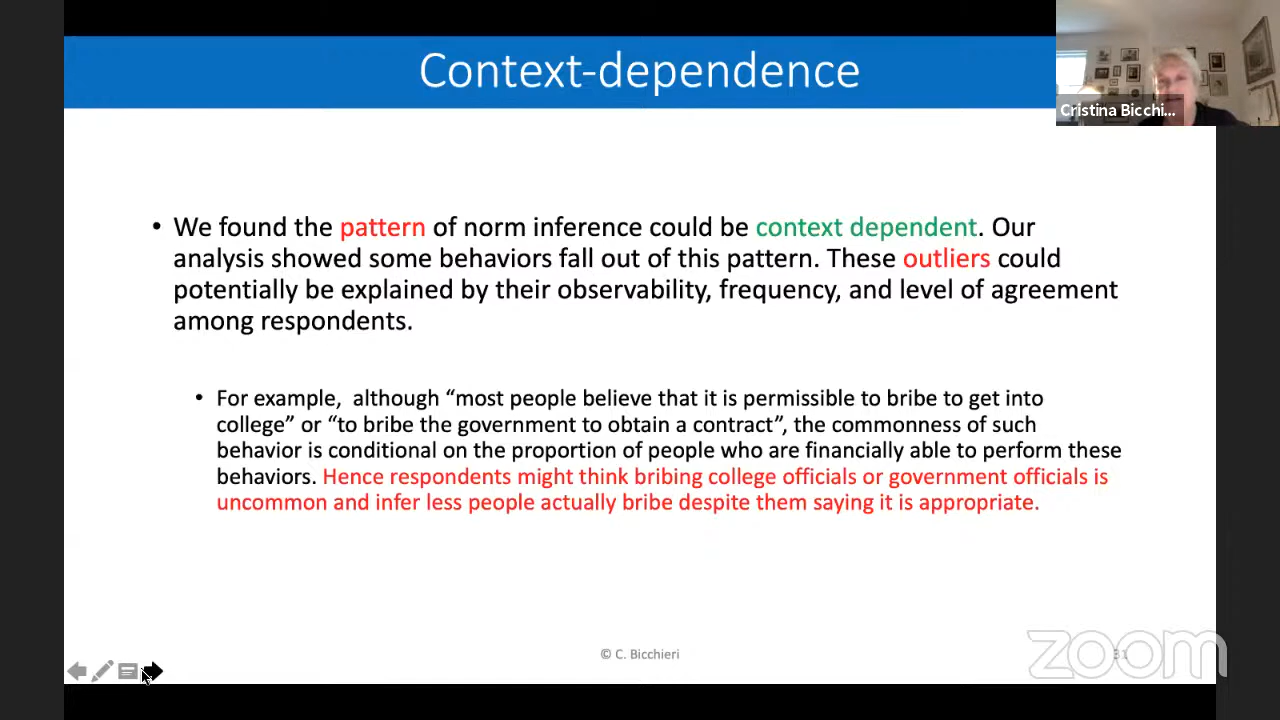 Context-dependence
Cristina Bicchi...
• We found the pattern of norm inference could be context dependent. Our
analysis showed some behaviors fall out of this pattern. These outliers could
potentially be explained by their observability, frequency, and level of agreement
among respondents.
• For example, although “most people believe that it is permissible to bribe to get into
college” or “to bribe the government to obtain a contract”, the commonness of such
behavior is conditional on the proportion of people who are financially able to perform these
behaviors. Hence respondents might think bribing college officials or government officials is
uncommon and infer less people actually bribe despite them saying it is appropriate.
© C. Bicchieri
zoom
31